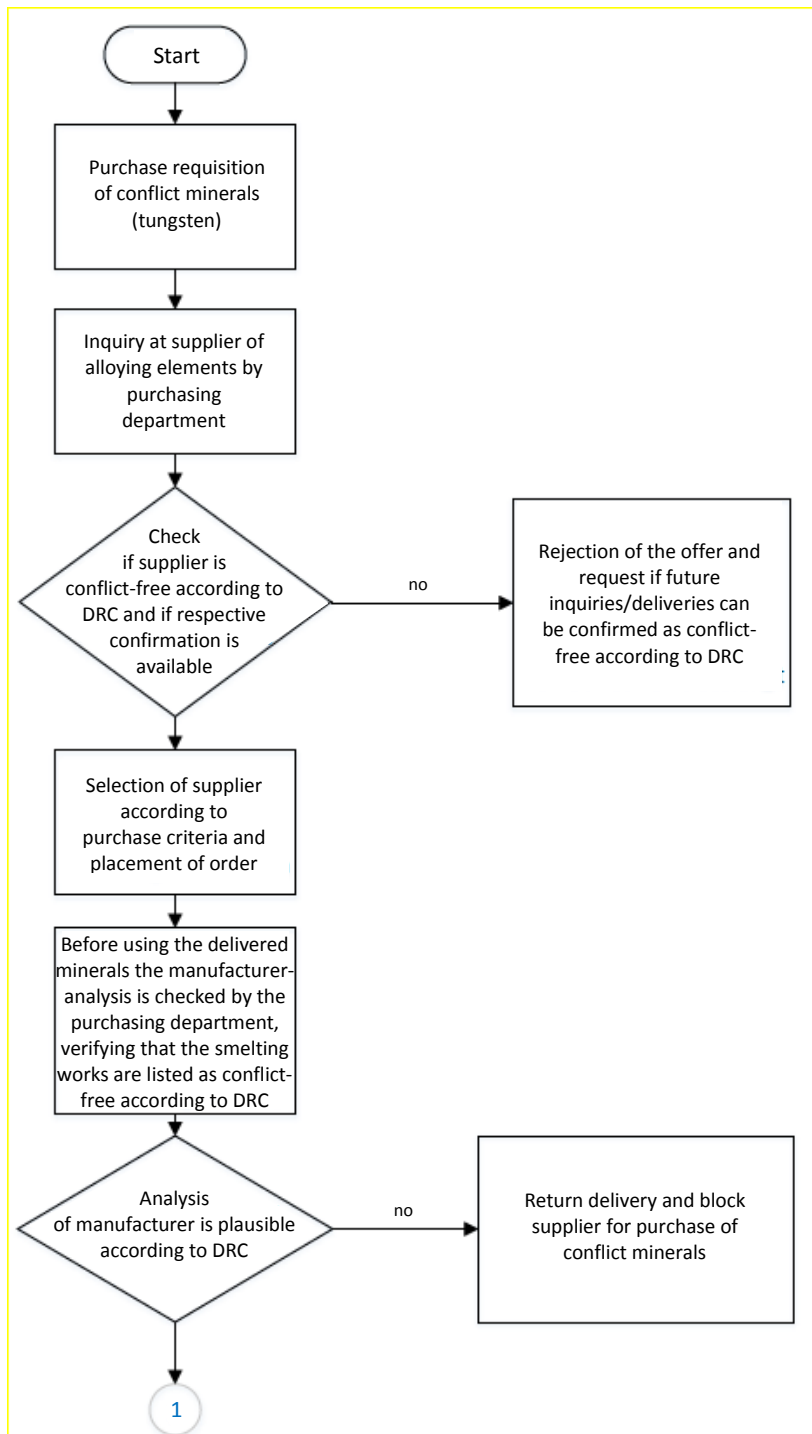 Start
Purchase requisition
of conflict minerals
(tungsten)
Inquiry at supplier of
alloying elements by
purchasing
department
Check
if supplier is
conflict-free according to
DRC and if respective
confirmation is
available
no
Rejection of the offer and
request if future
inquiries/deliveries can
be confirmed as conflict-
free according to DRC
Selection of supplier
according to
purchase criteria and
placement of order
Before using the delivered
minerals the manufacturer-
analysis is checked by the
purchasing department,
verifying that the smelting
works are listed as conflict-
free according to DRC
Analysis
of manufacturer is plausible
according to DRC
no
Return delivery and block
supplier for purchase of
conflict minerals
1